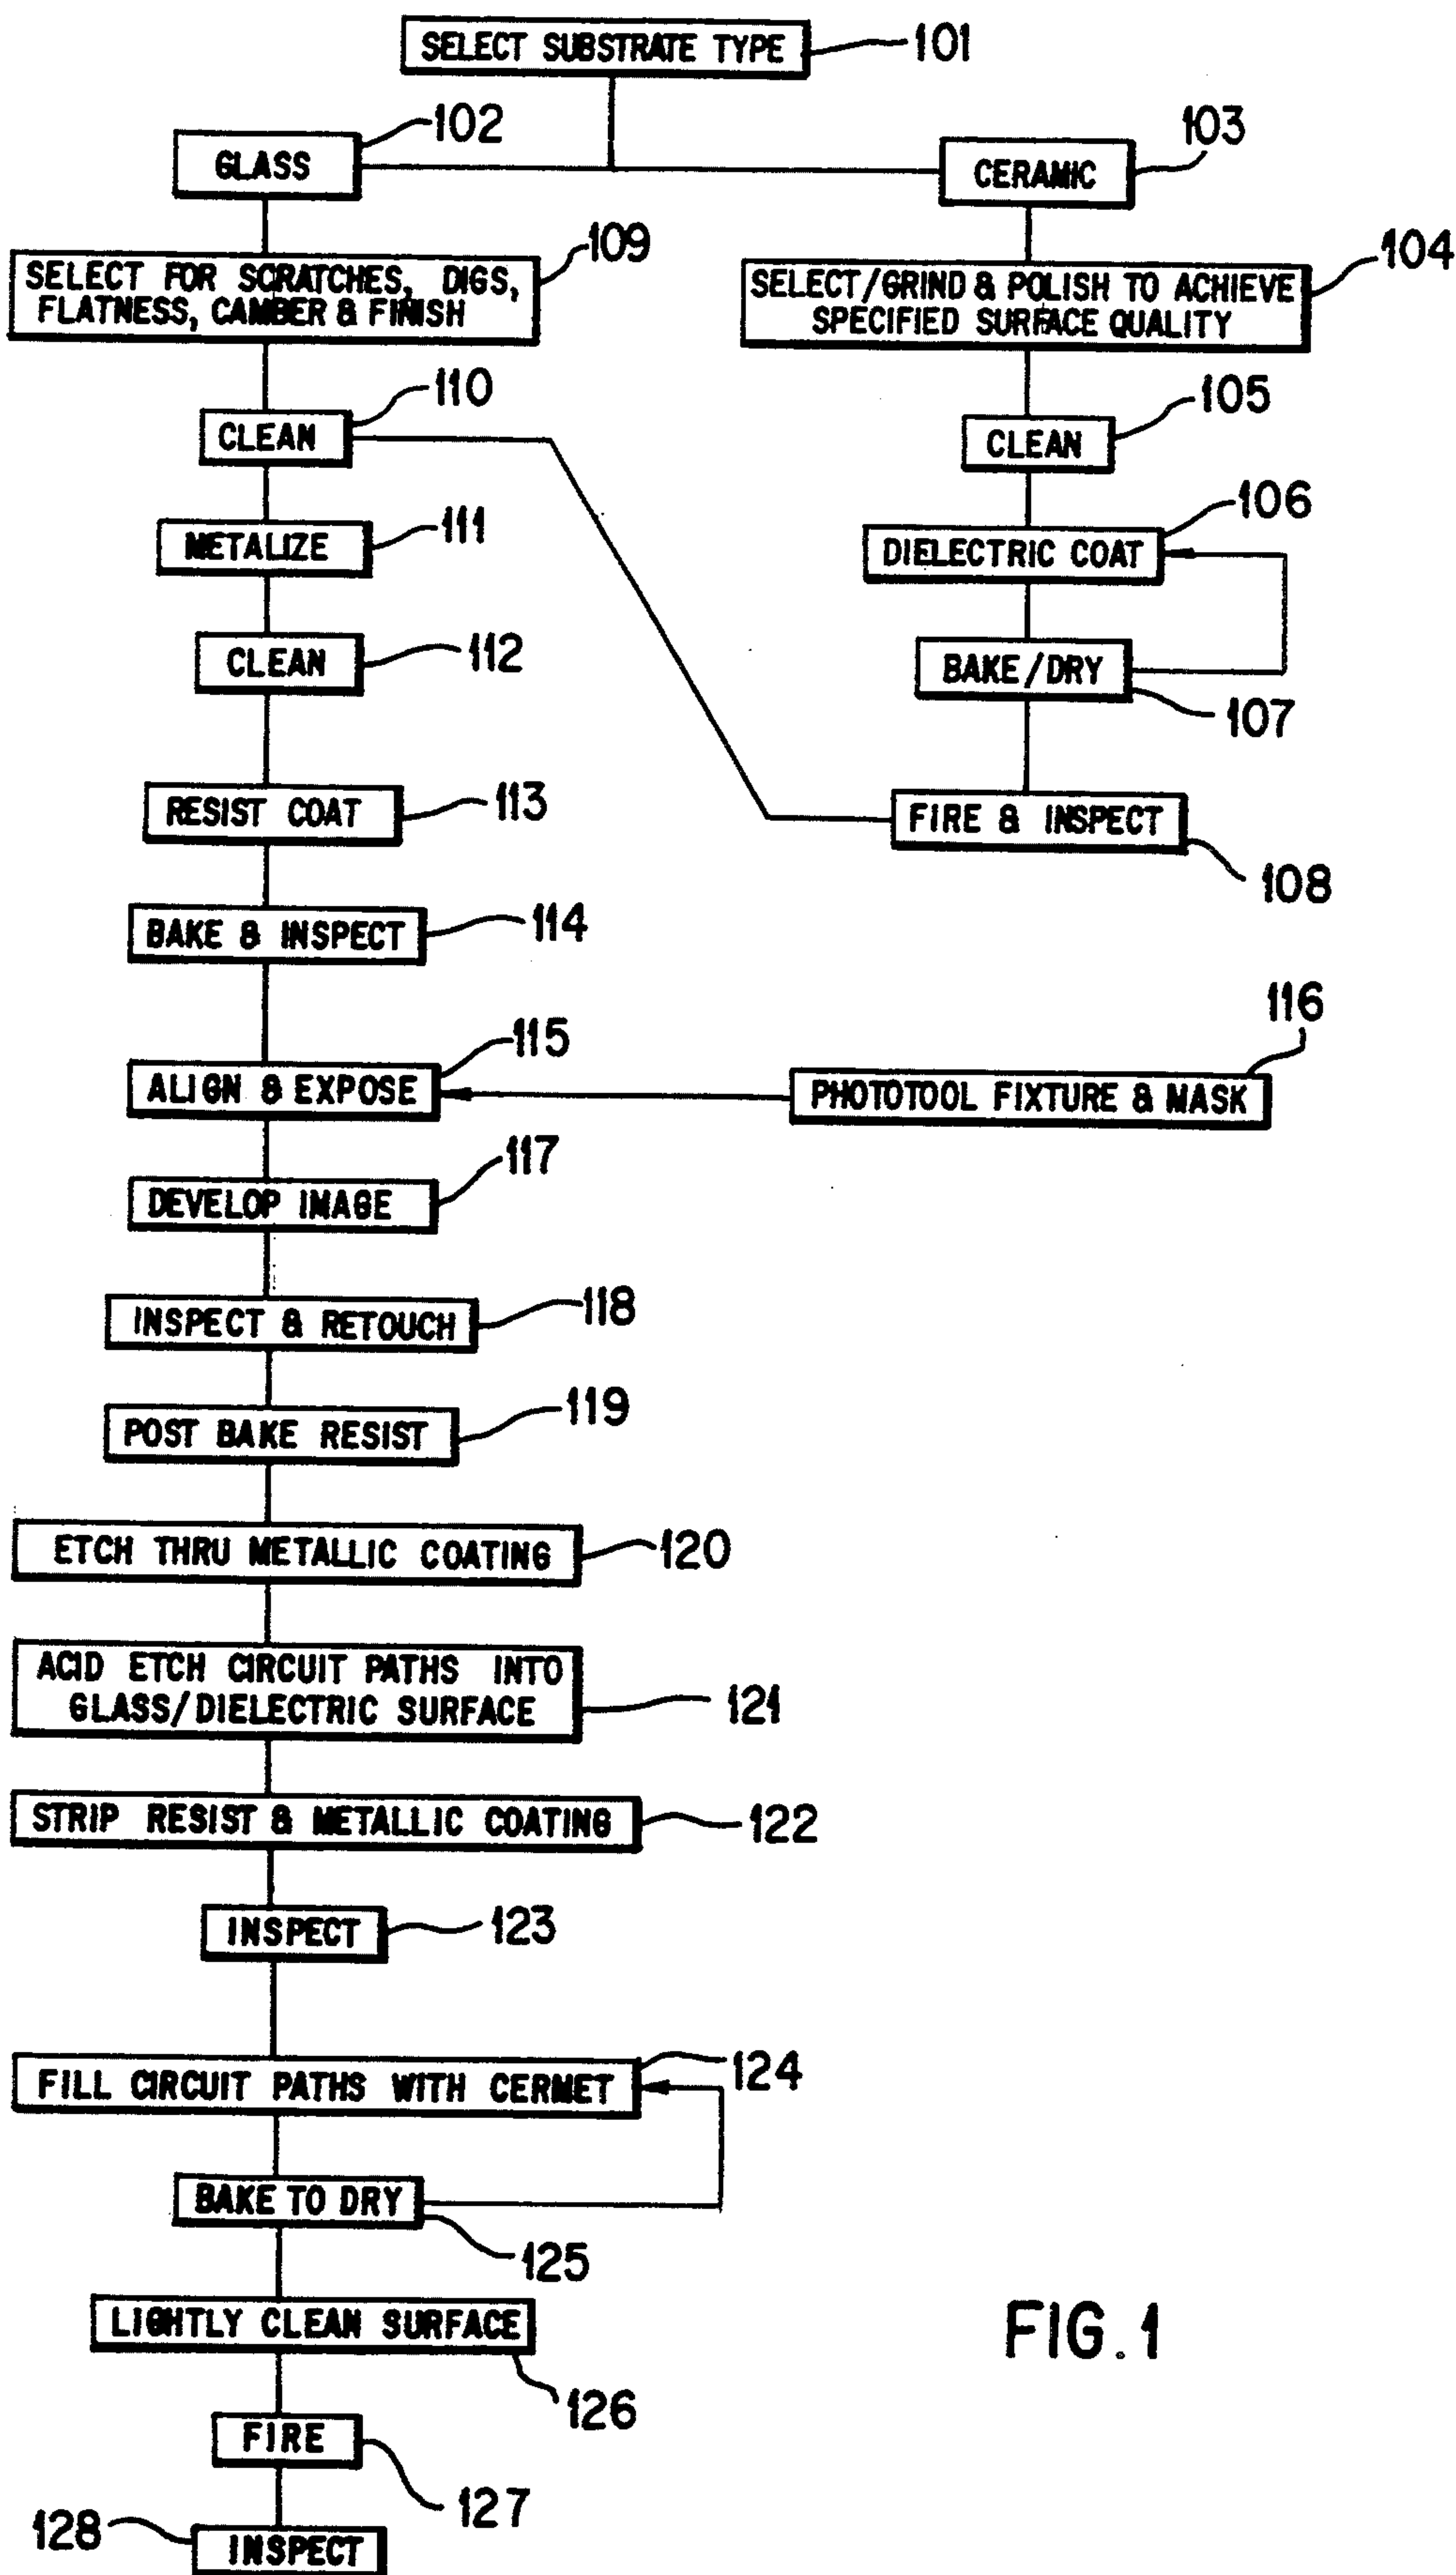 SELECT SUBSTRATE TYPE
101
102
GLASS
103
CERAMIC
109
SELECT FOR SCRATCHES, DIGS,
FLATNESS, CAMBER & FINISH
104
SELECT/GRIND & POLISH TO ACHIEVE
SPECIFIED SURFACE QUALITY
110
CLEAN
105
CLEAN
111
METALIZE
106
DIELECTRIC COAT
112
CLEAN
BAKE/DRY
107
113
RESIST COAT
FIRE & INSPECT
108
114
BAKE & INSPECT
115
ALIGN & EXPOSE
116
PHOTOTOOL FIXTURE & MASK
117
DEVELOP IMAGE
118
INSPECT & RETOUCH
119
POST BAKE RESIST
ETCH THRU METALLIC COATING
120
ACID ETCH CIRCUIT PATHS INTO
GLASS/DIELECTRIC SURFACE
121
STRIP RESIST & METALLIC COATING
122
INSPECT
123
FILL CIRCUIT PATHS WITH CERMET
124
BAKE TO DRY
125
LIGHTLY CLEAN SURFACE
126
FIRE
127
128
INSPECT
FIG. 1